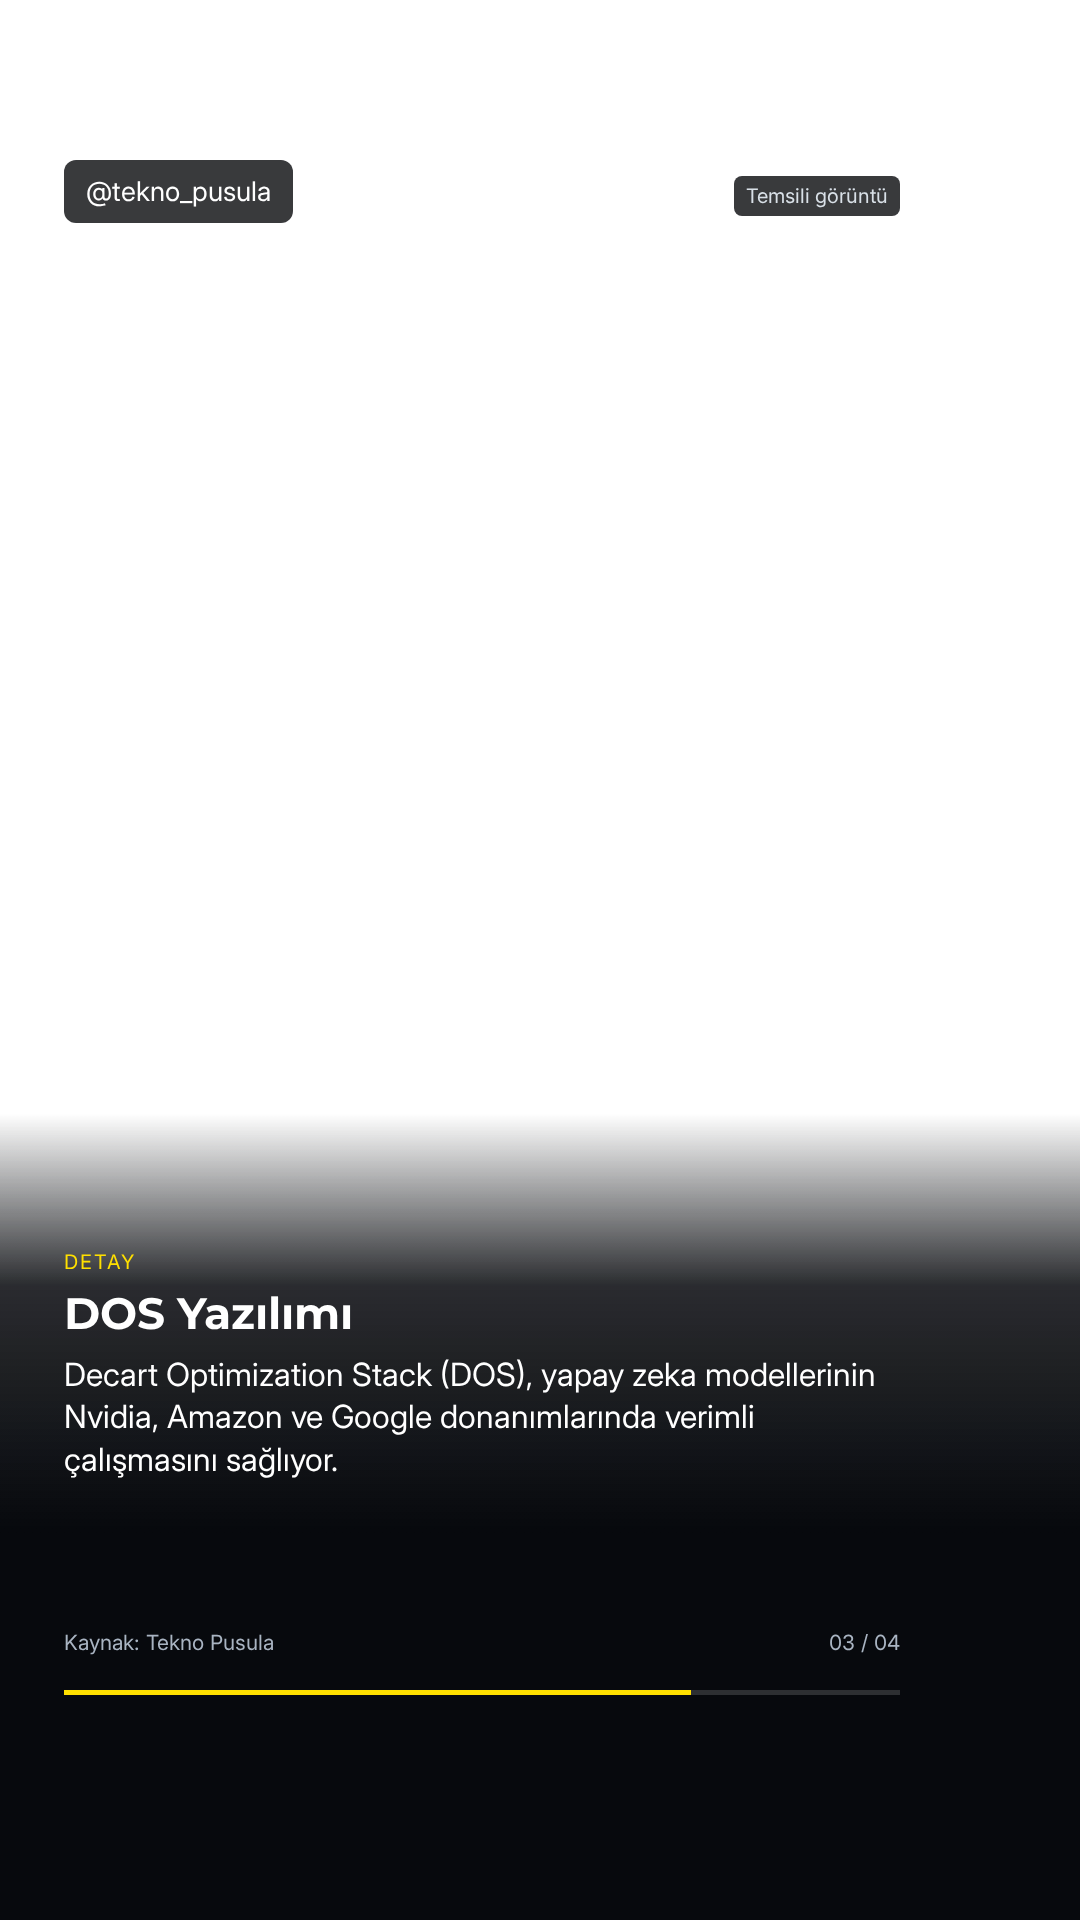 @tekno_pusula
Temsili görüntü
DETAY
DOS Yazılımı
Decart Optimization Stack (DOS), yapay zeka modellerinin
Nvidia, Amazon ve Google donanımlarında verimli
çalışmasını sağlıyor.
Kaynak: Tekno Pusula
03 / 04